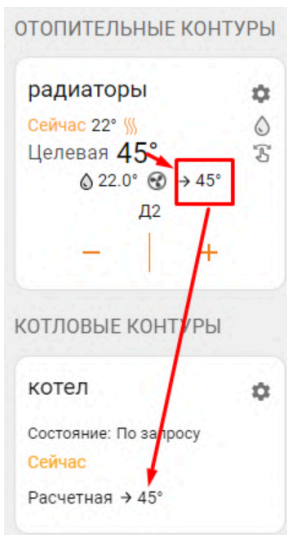 ОТОПИТЕЛЬНЫЕ КОНТУРЫ
радиаторы
Сейчас 22°
Целевая 45°
22.0° → 45°
Д2
− +
КОТЛОВЫЕ КОНТУРЫ
котел
Состояние: По запросу
Сейчас
Расчетная → 45°